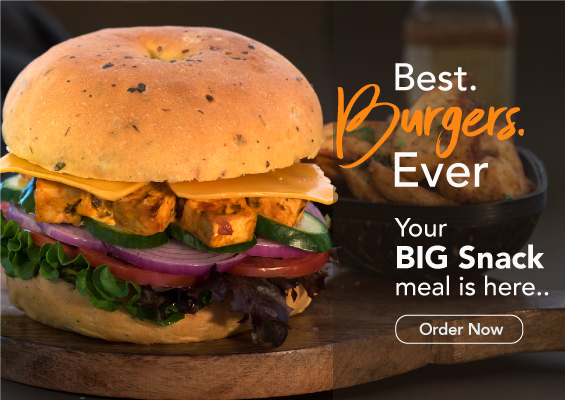 Best.
Burgers.
Ever
Your
BIG Snack
meal is here..
Order Now